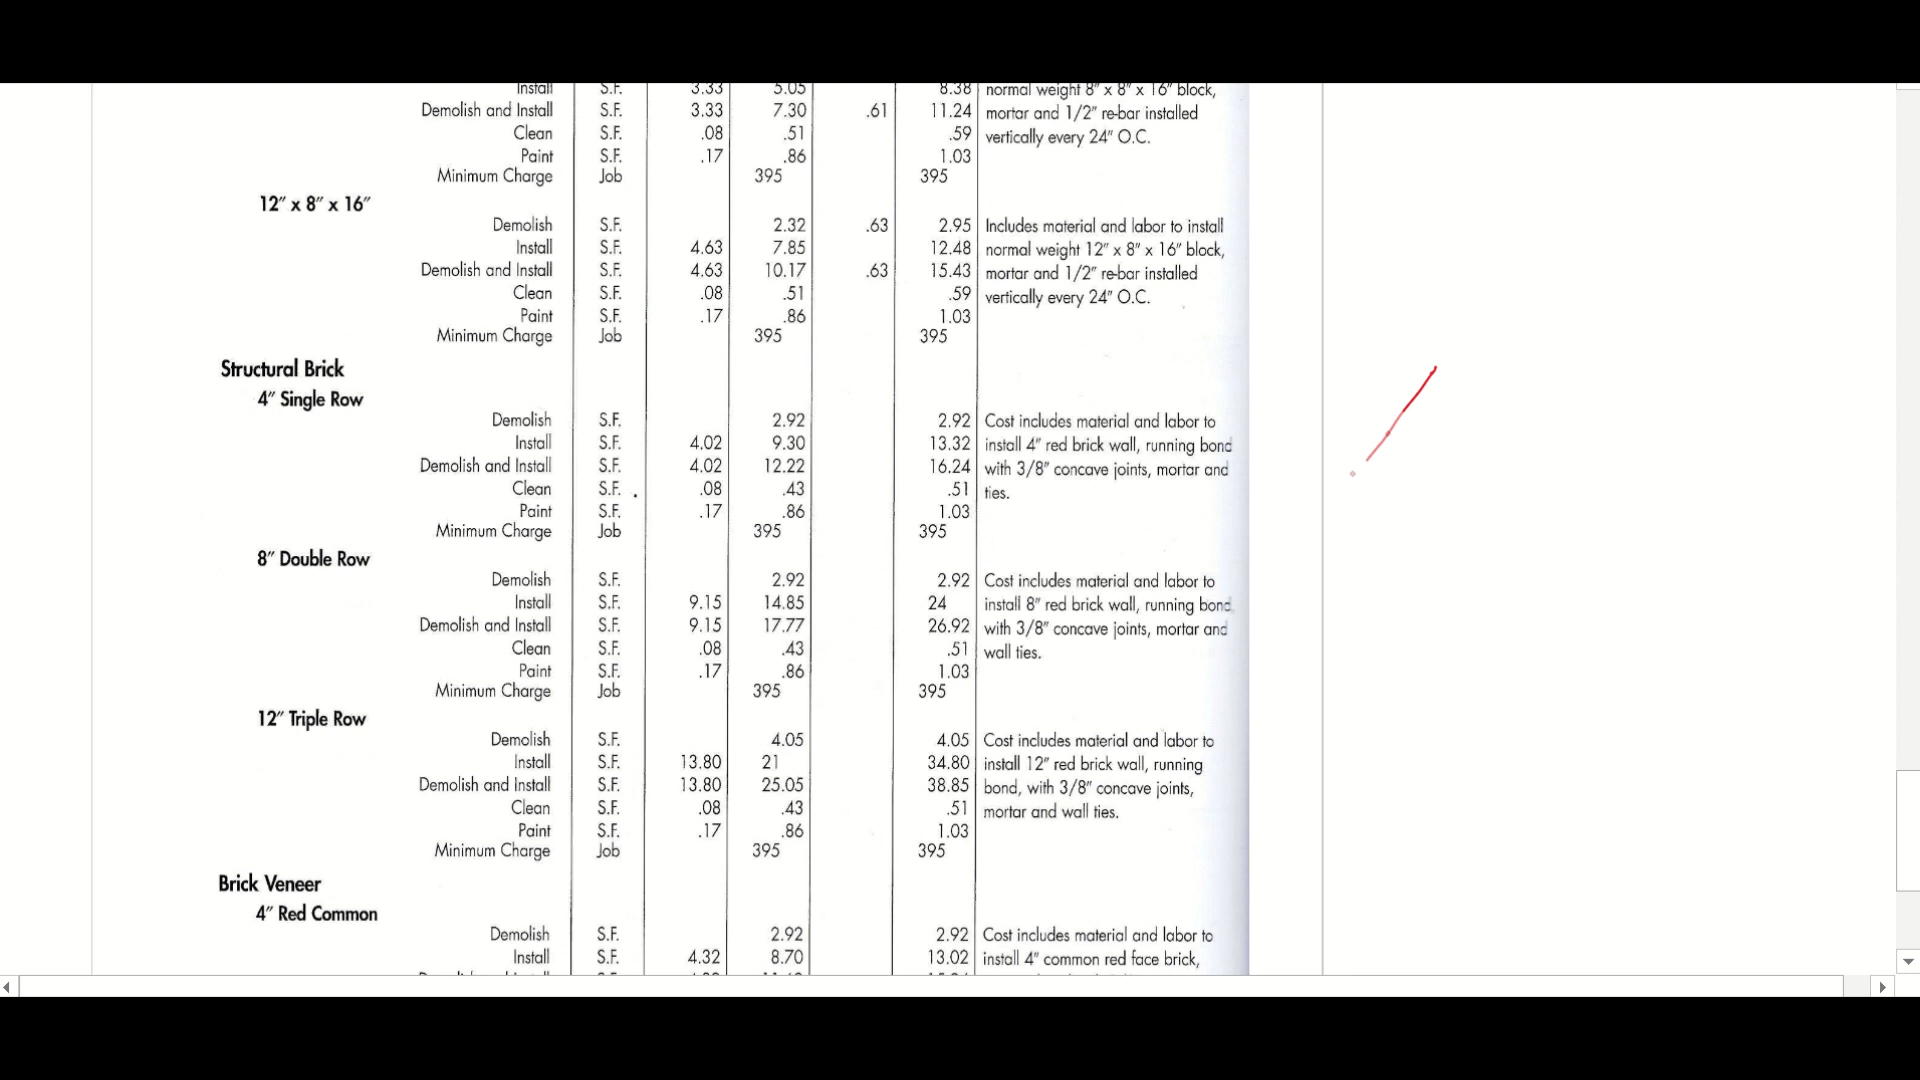 Install S.F. 3.33 5.05 8.38 normal weight 8" x 8" x 16" block,
Demolish and Install S.F. 3.33 7.30 .61 11.24 mortar and 1/2" re-bar installed
Clean S.F. .08 .51 .59 vertically every 24" O.C.
Paint S.F. .17 .86 1.03
Minimum Charge Job 395 395
12" x 8" x 16"
Demolish S.F. 2.32 .63 2.95 Includes material and labor to install
Install S.F. 4.63 7.85 12.48 normal weight 12" x 8" x 16" block,
Demolish and Install S.F. 4.63 10.17 .63 15.43 mortar and 1/2" re-bar installed
Clean S.F. .08 .51 .59 vertically every 24" O.C.
Paint S.F. .17 .86 1.03
Minimum Charge Job 395 395
Structural Brick
4" Single Row
Demolish S.F. 2.92 2.92 Cost includes material and labor to
Install S.F. 4.02 9.30 13.32 install 4" red brick wall, running bond
Demolish and Install S.F. 4.02 12.22 16.24 with 3/8" concave joints, mortar and
Clean S.F. .08 .43 .51 ties.
Paint S.F. .17 .86 1.03
Minimum Charge Job 395 395
8" Double Row
Demolish S.F. 2.92 2.92 Cost includes material and labor to
Install S.F. 9.15 14.85 24 install 8" red brick wall, running bond,
Demolish and Install S.F. 9.15 17.77 26.92 with 3/8" concave joints, mortar and
Clean S.F. .08 .43 .51 wall ties.
Paint S.F. .17 .86 1.03
Minimum Charge Job 395 395
12" Triple Row
Demolish S.F. 4.05 4.05 Cost includes material and labor to
Install S.F. 13.80 21 34.80 install 12" red brick wall, running
Demolish and Install S.F. 13.80 25.05 38.85 bond, with 3/8" concave joints,
Clean S.F. .08 .43 .51 mortar and wall ties.
Paint S.F. .17 .86 1.03
Minimum Charge Job 395 395
Brick Veneer
4" Red Common
Demolish S.F. 2.92 2.92 Cost includes material and labor to
Install S.F. 4.32 8.70 13.02 install 4" common red face brick,